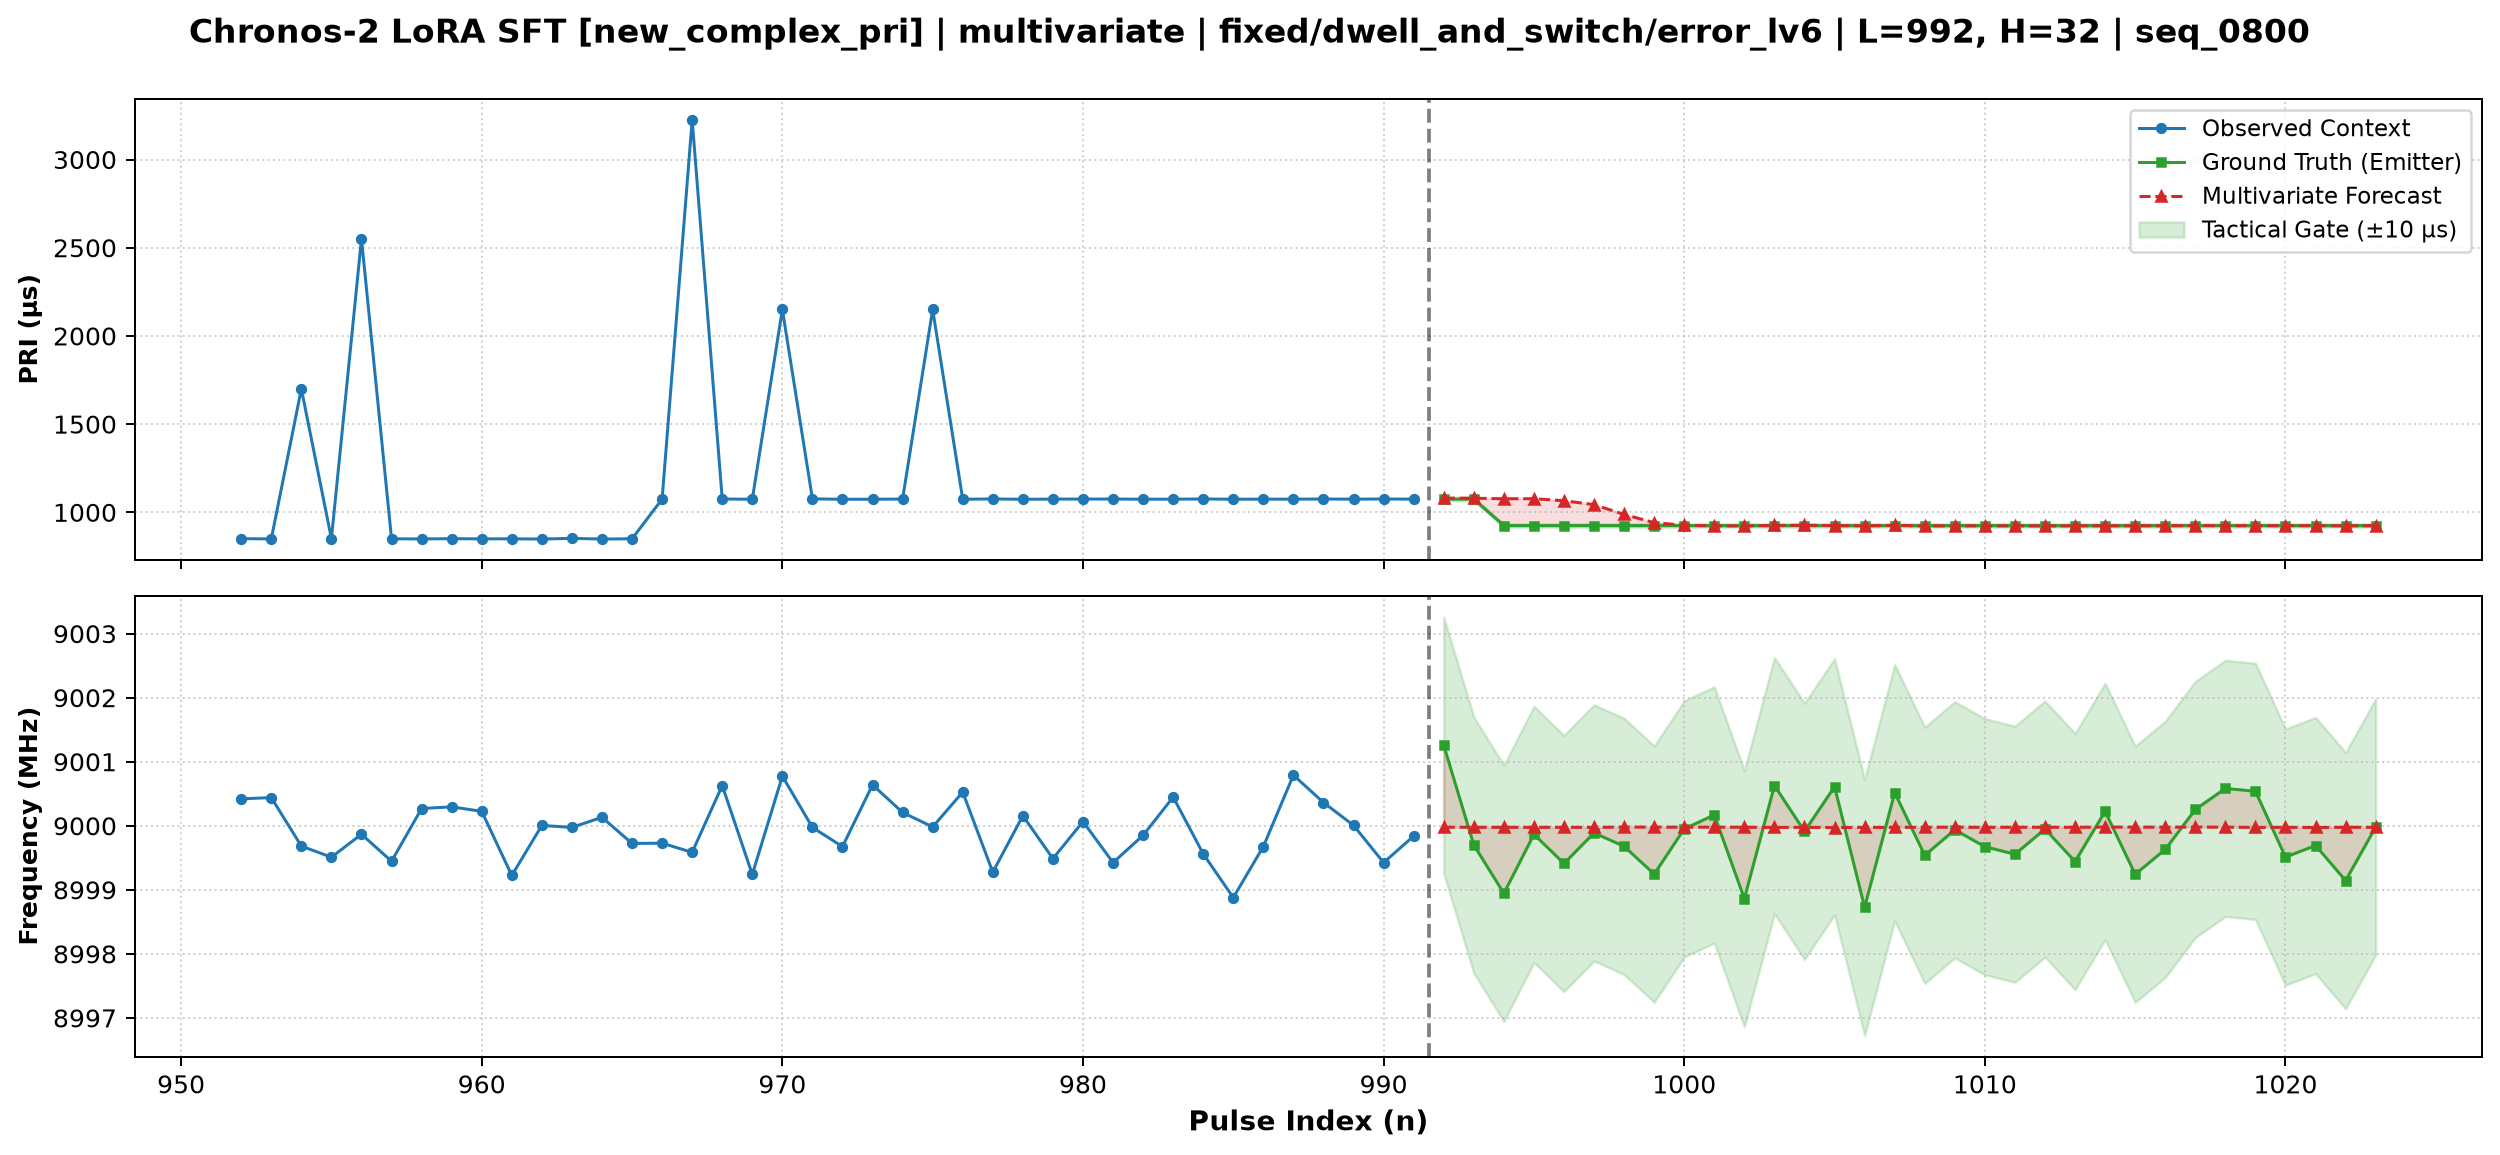 Chronos-2 LoRA SFT [new_complex_pri] | multivariate | fixed/dwell_and_switch/error_lv6 | L=992, H=32 | seq_0800
PRI (µs)
3000
2500
2000
1500
1000
Observed Context
Ground Truth (Emitter)
Multivariate Forecast
Tactical Gate (±10 µs)
Frequency (MHz)
9003
9002
9001
9000
8999
8998
8997
950 960 970 980 990 1000 1010 1020
Pulse Index (n)